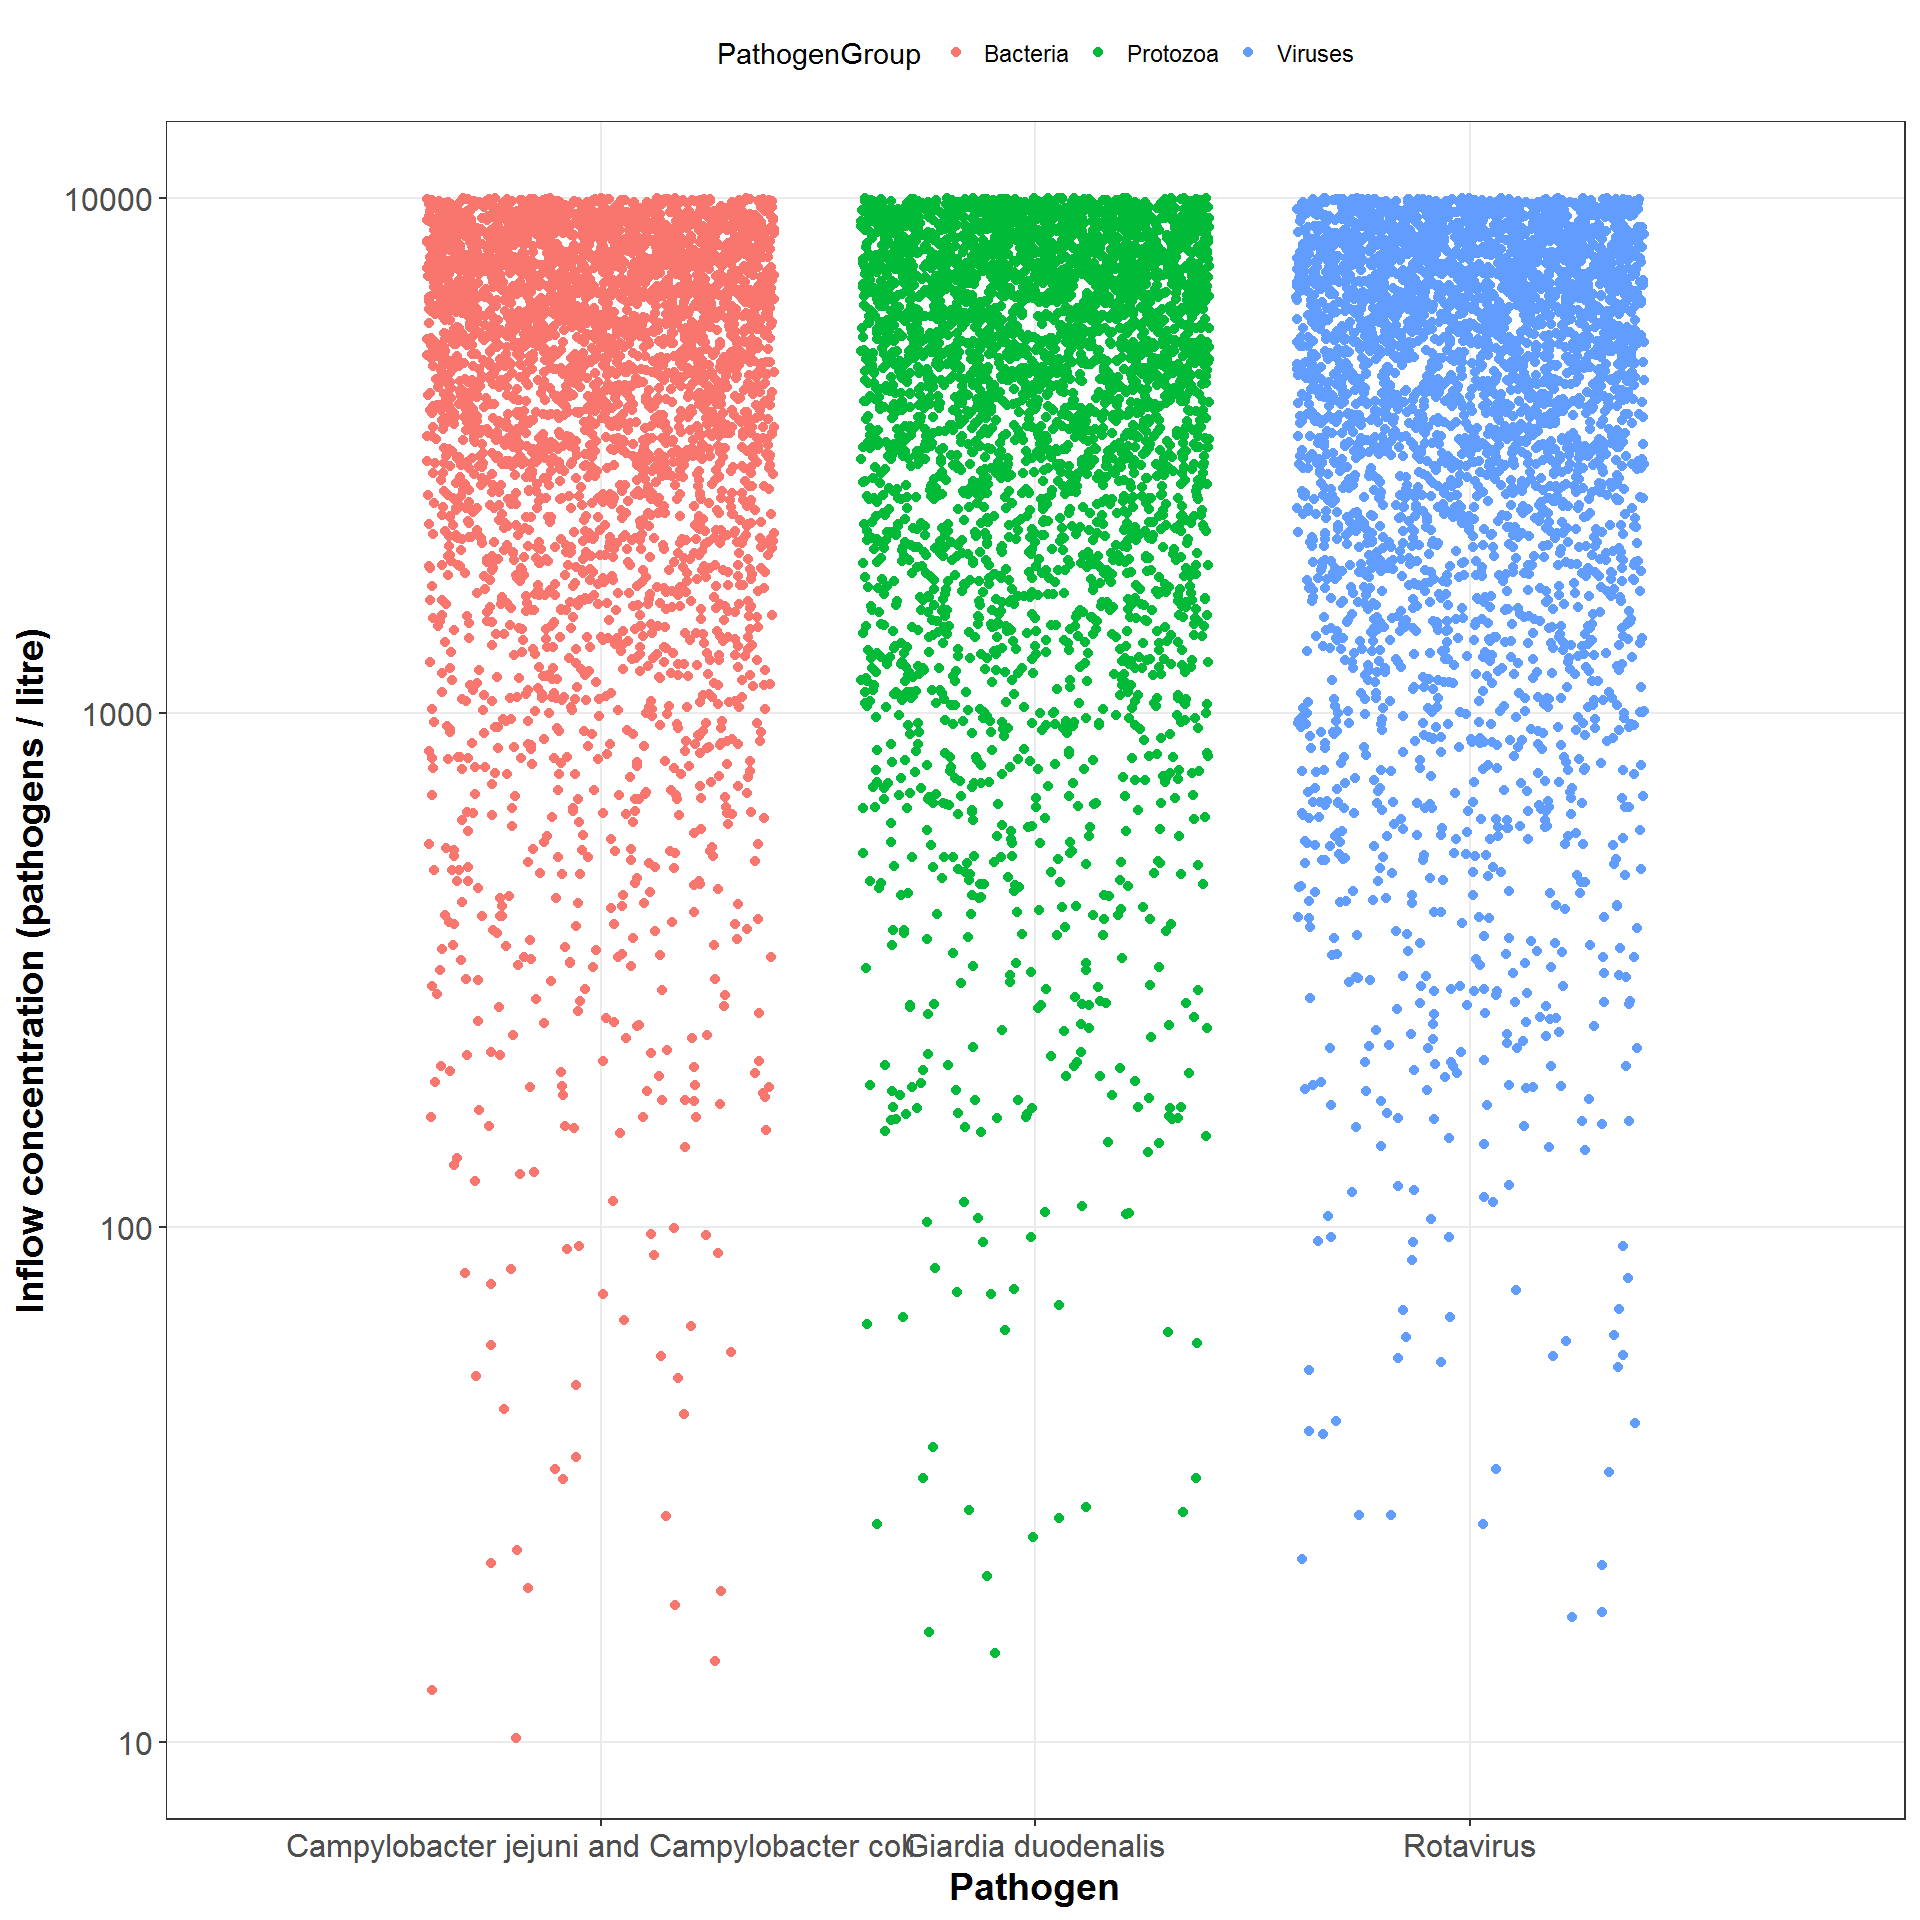 PathogenGroup Bacteria Protozoa Viruses
10000
1000
100
10
Inflow concentration (pathogens / litre)
Campylobacter jejuni and Campylobacter coli Giardia duodenalis Rotavirus
Pathogen